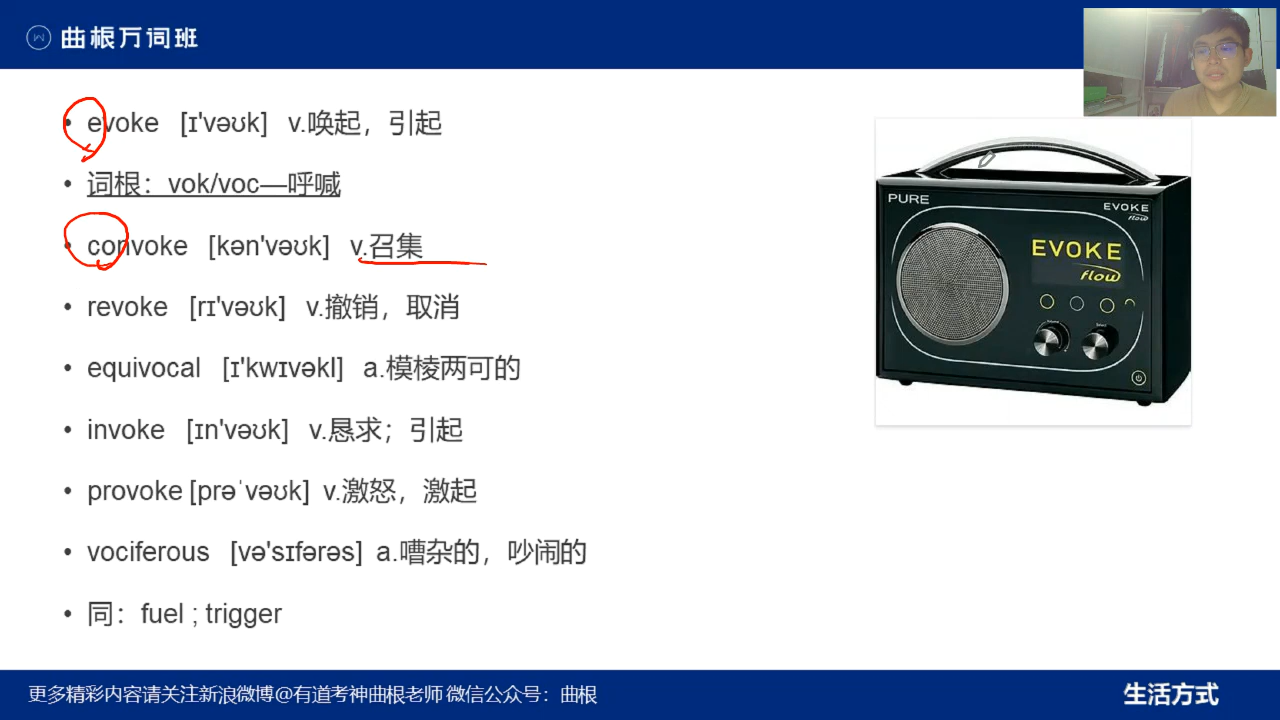 曲根万词班
evoke [ɪ'vəʊk] v.唤起，引起
词根：vok/voc—呼喊
convoke [kən'vəʊk] v.召集
revoke [rɪ'vəʊk] v.撤销，取消
equivocal [ɪ'kwɪvəkl] a.模棱两可的
invoke [ɪn'vəʊk] v.恳求；引起
provoke [prəˈvəʊk] v.激怒，激起
vociferous [və'sɪfərəs] a.嘈杂的，吵闹的
同：fuel ; trigger
PURE
EVOKE
flow
EVOKE
flow
更多精彩内容请关注新浪微博@有道考神曲根老师 微信公众号：曲根
生活方式